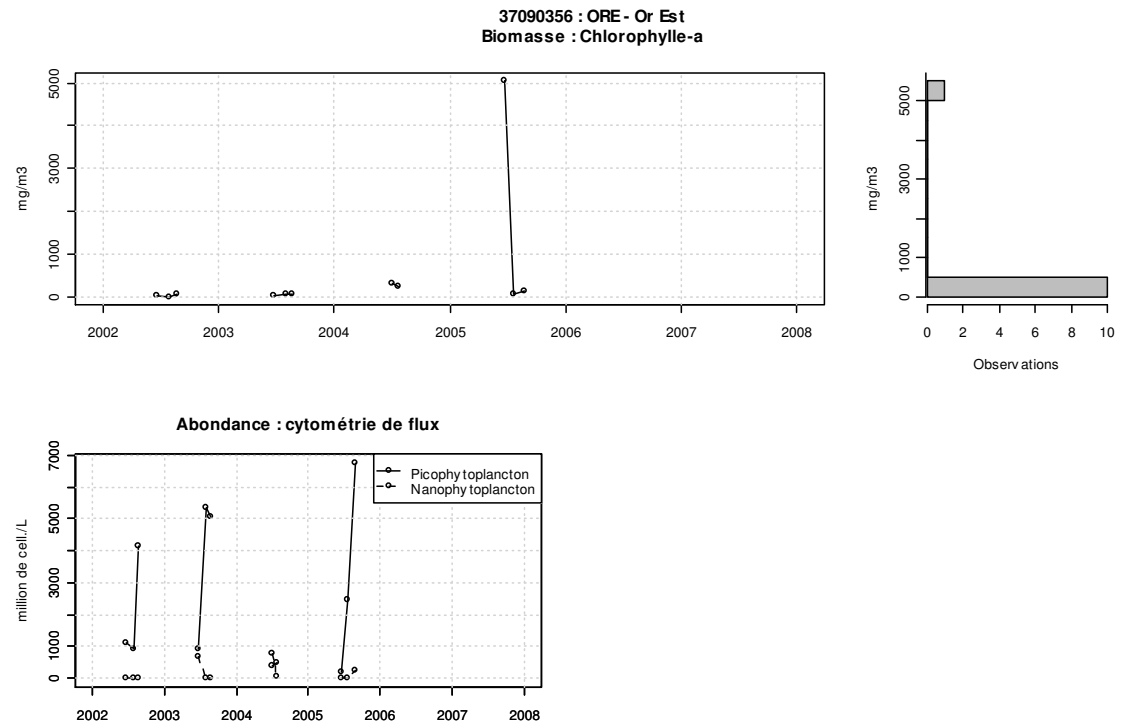 37090356 : ORE - Or Est
Biomasse : Chlorophylle-a
mg/m3
0
1000
3000
5000
2002 2003 2004 2005 2006 2007 2008
mg/m3
0
1000
3000
5000
0 2 4 6 8 10
Observations
Abondance : cytométrie de flux
million de cell./L
0
1000
3000
5000
7000
Picophytoplancton
Nanophytoplancton
2002 2003 2004 2005 2006 2007 2008